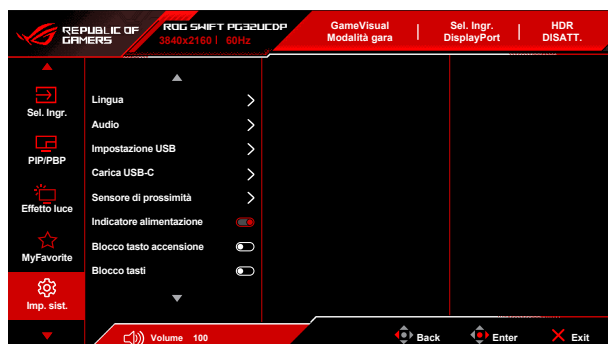 REPUBLIC OF GAMERS
ROG SWIFT PG32UCDP
3840x2160 | 60Hz
GameVisual
Modalità gara
Sel. Ingr.
DisplayPort
HDR
DISATT.
Sel. Ingr.
PIP/PBP
Effetto luce
MyFavorite
Imp. sist.
Lingua
Audio
Impostazione USB
Carica USB-C
Sensore di prossimità
Indicatore alimentazione
Blocco tasto accensione
Blocco tasti
Volume 100
Back
Enter
Exit